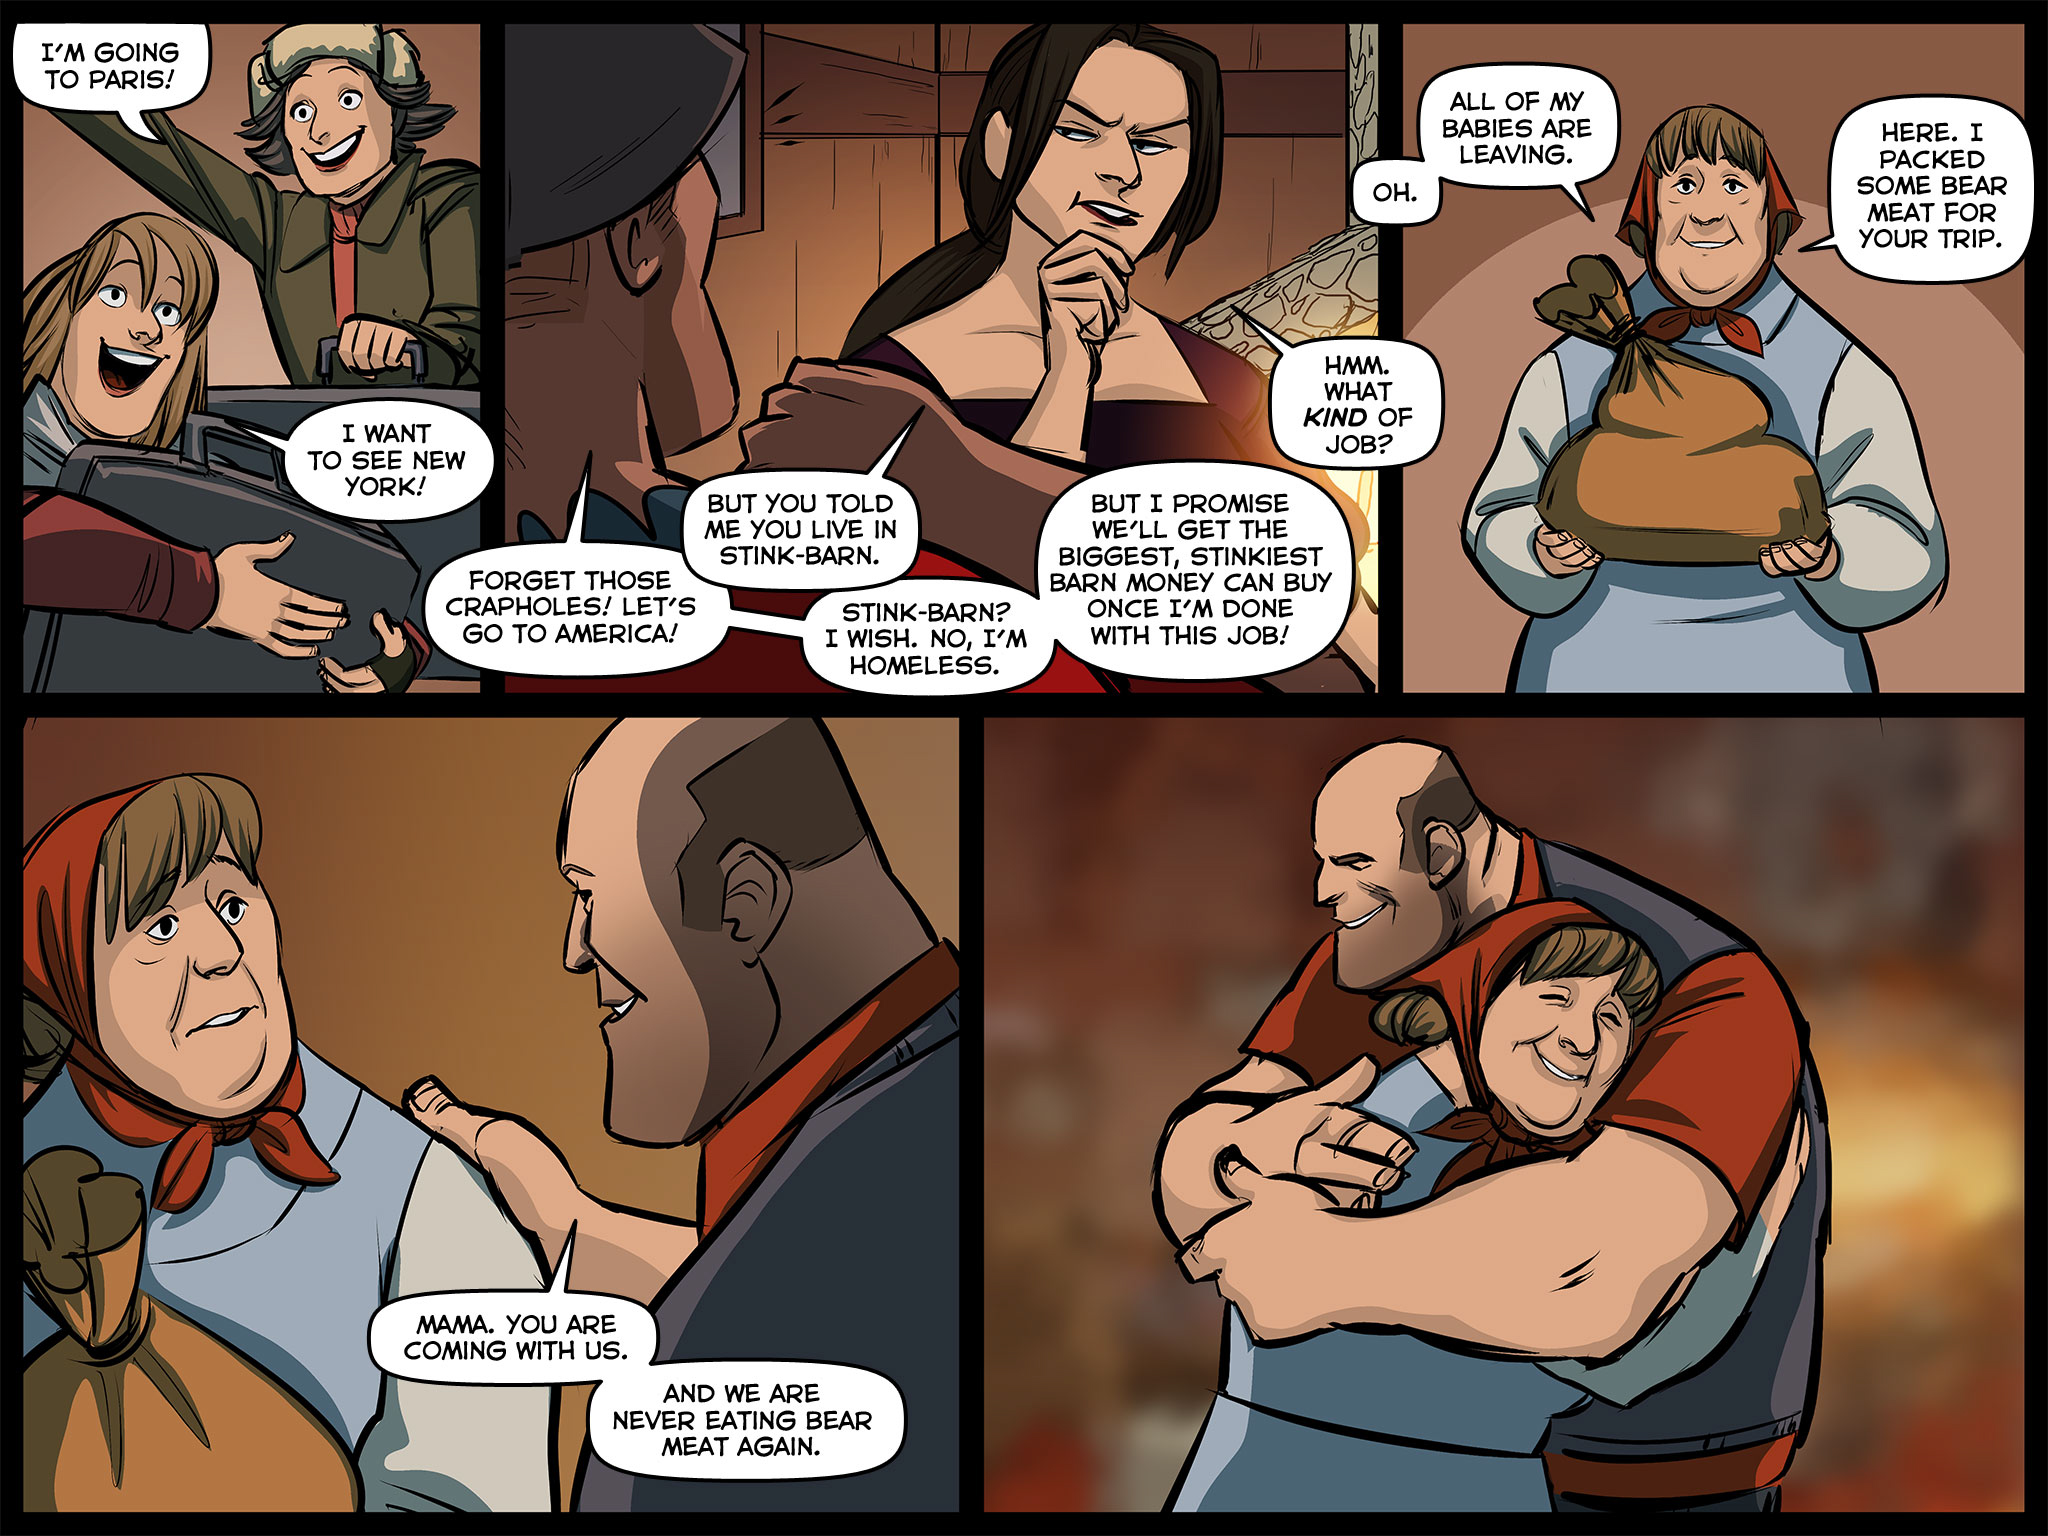 I'M GOING
TO PARIS!
I WANT
TO SEE NEW
YORK!
FORGET THOSE
CRAPHOLES! LET'S
GO TO AMERICA!
BUT YOU TOLD
ME YOU LIVE IN
STINK-BARN.
STINK-BARN?
I WISH. NO, I'M
HOMELESS.
BUT I PROMISE
WE'LL GET THE
BIGGEST, STINKIEST
BARN MONEY CAN BUY
ONCE I'M DONE
WITH THIS JOB!
HMM.
WHAT
KIND OF
JOB?
OH.
ALL OF MY
BABIES ARE
LEAVING.
HERE. I
PACKED
SOME BEAR
MEAT FOR
YOUR TRIP.
MAMA. YOU ARE
COMING WITH US.
AND WE ARE
NEVER EATING BEAR
MEAT AGAIN.